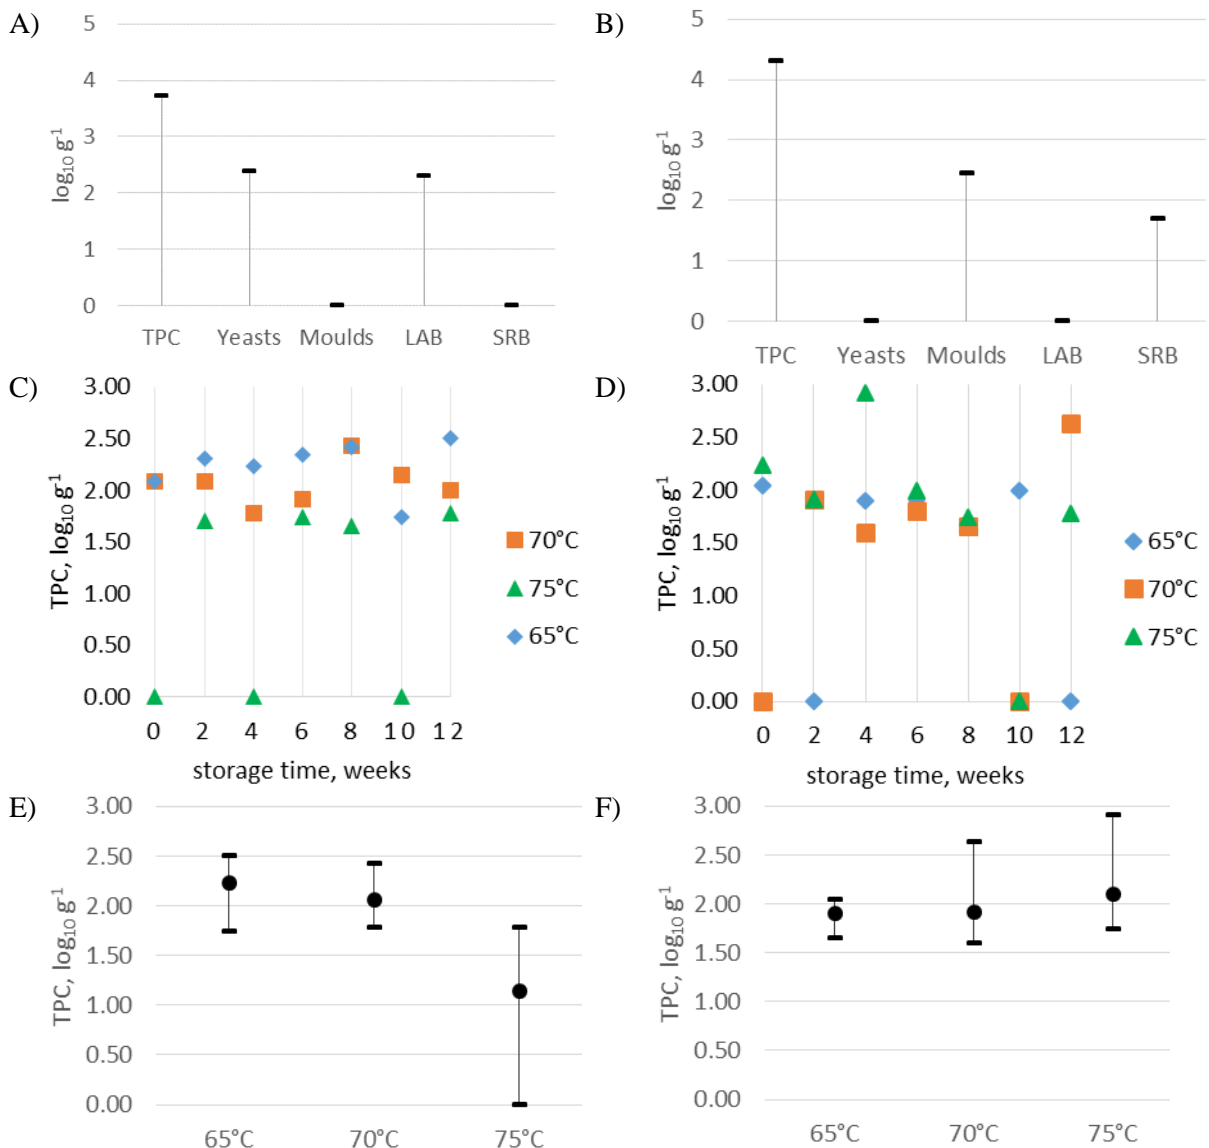 A)
5
4
3
2
1
0
log10 g-1
TPC Yeasts Moulds LAB SRB
B)
5
4
3
2
1
0
log10 g-1
TPC Yeasts Moulds LAB SRB
C)
3.00
2.50
2.00
1.50
1.00
0.50
0.00
TPC, log10 g-1
0 2 4 6 8 10 12
storage time, weeks
70°C
75°C
65°C
D)
3.00
2.50
2.00
1.50
1.00
0.50
0.00
TPC, log10 g-1
0 2 4 6 8 10 12
storage time, weeks
65°C
70°C
75°C
E)
3.00
2.50
2.00
1.50
1.00
0.50
0.00
TPC, log10 g-1
65°C 70°C 75°C
F)
3.00
2.50
2.00
1.50
1.00
0.50
0.00
TPC, log10 g-1
65°C 70°C 75°C